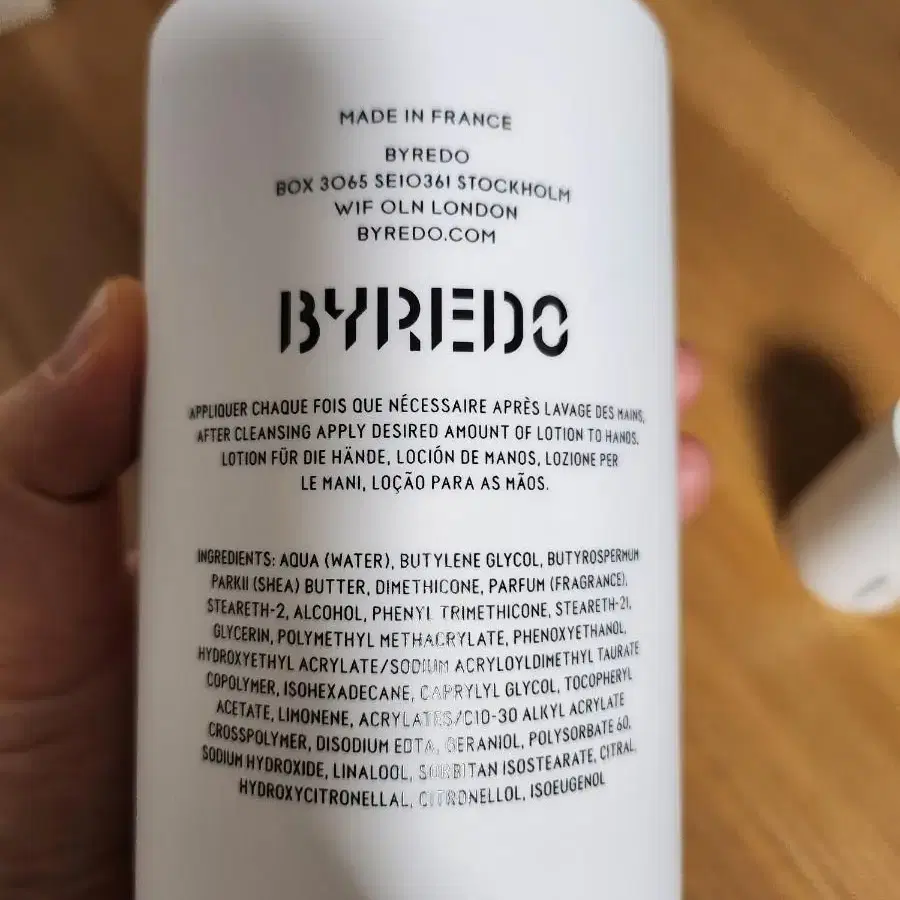 MADE IN FRANCE
BYREDO
BOX 3065 SE10361 STOCKHOLM
W1F 0LN LONDON
BYREDO.COM
BYREDO
APPLIQUER CHAQUE FOIS QUE NÉCESSAIRE APRÈS LAVAGE DES MAINS.
AFTER CLEANSING APPLY DESIRED AMOUNT OF LOTION TO HANDS.
LOTION FÜR DIE HÄNDE, LOCIÓN DE MANOS, LOZIONE PER
LE MANI, LOÇÃO PARA AS MÃOS.
INGREDIENTS: AQUA (WATER), BUTYLENE GLYCOL, BUTYROSPERMUM
PARKII (SHEA) BUTTER, DIMETHICONE, PARFUM (FRAGRANCE),
STEARETH-2, ALCOHOL, PHENYL TRIMETHICONE, STEARETH-21,
GLYCERIN, POLYMETHYL METHACRYLATE, PHENOXYETHANOL,
HYDROXYETHYL ACRYLATE/SODIUM ACRYLOYLDIMETHYL TAURATE
COPOLYMER, ISOHEXADECANE, CAPRYLYL GLYCOL, TOCOPHERYL
ACETATE, LIMONENE, ACRYLATES/C10-30 ALKYL ACRYLATE
CROSSPOLYMER, DISODIUM EDTA, GERANIOL, POLYSORBATE 60,
SODIUM HYDROXIDE, LINALOOL, SORBITAN ISOSTEARATE, CITRAL,
HYDROXYCITRONELLAL, CITRONELLOL, ISOEUGENOL